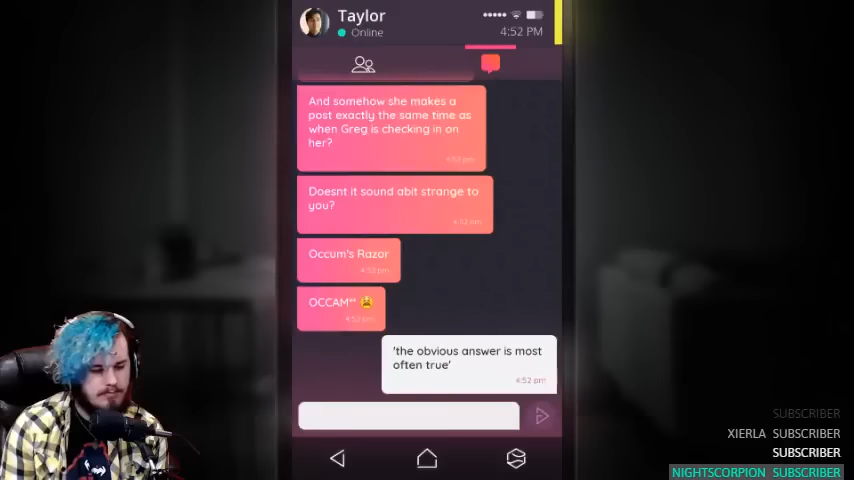 Taylor
Online
4:52 PM
And somehow she makes a
post exactly the same time as
when Greg is checking in on
her?
4:52 pm
Doesnt it sound abit strange to
you?
4:52 pm
Occum's Razor
4:52 pm
OCCAM** 😫
4:52 pm
'the obvious answer is most
often true'
4:52 pm
SUBSCRIBER
XIERLA SUBSCRIBER
SUBSCRIBER
NIGHTSCORPION SUBSCRIBER